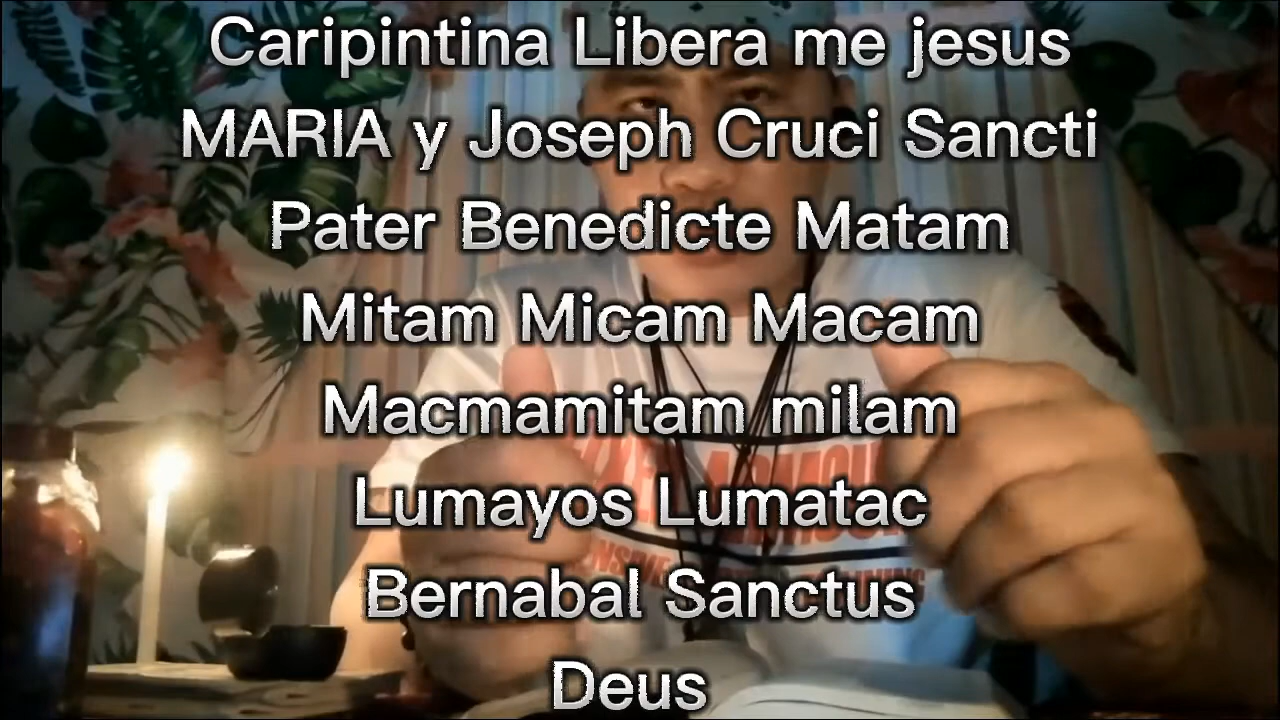 Caripintina Libera me jesus
MARIA y Joseph Cruci Sancti
Pater Benedicte Matam
Mitam Micam Macam
Macmamitam milam
Lumayos Lumatac
Bernabal Sanctus
Deus